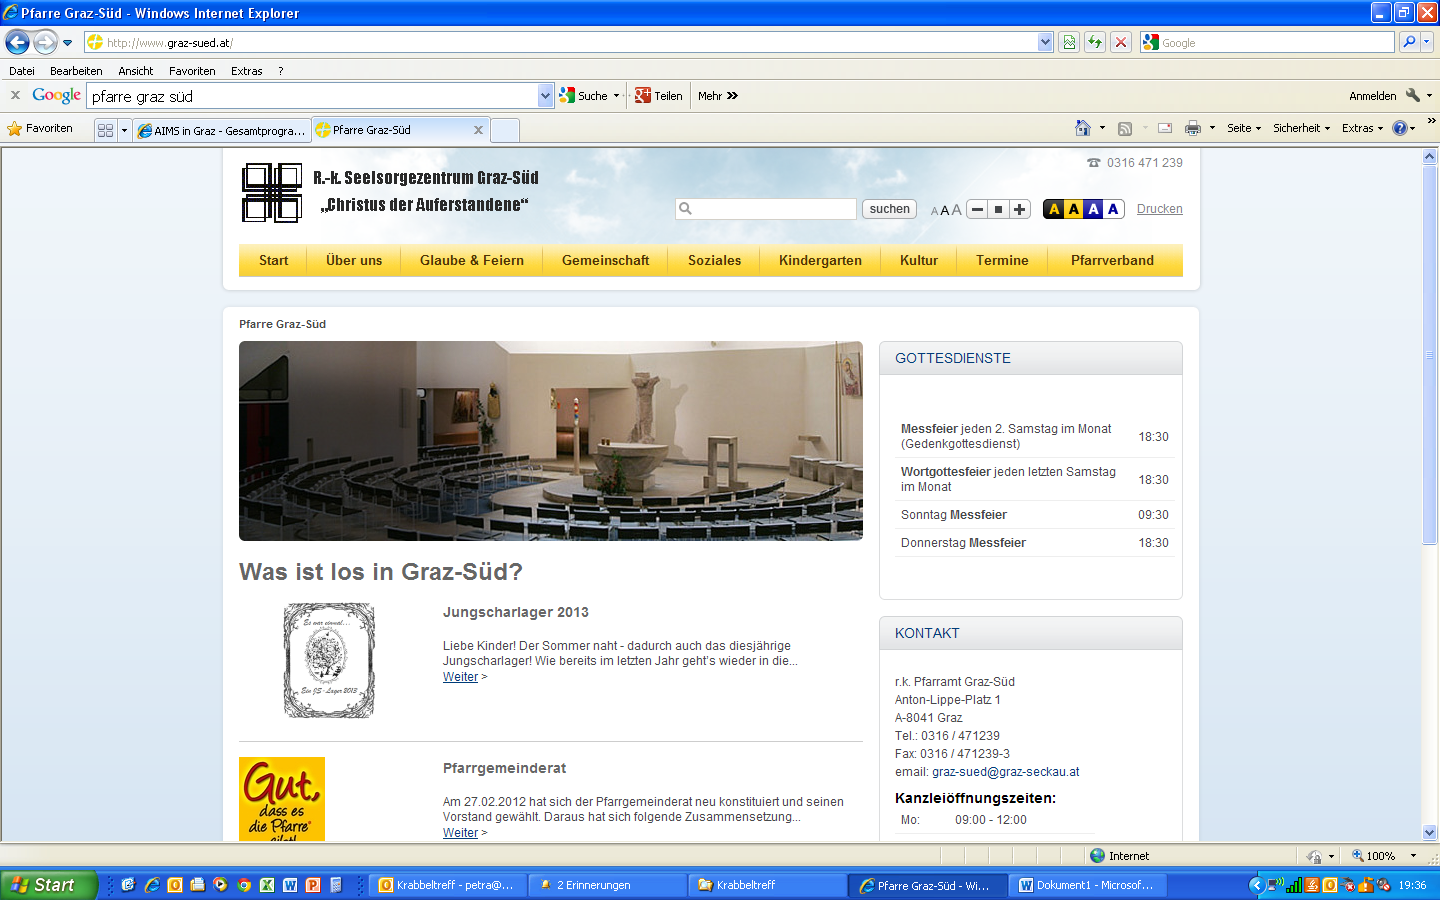 Pfarre Graz-Süd - Windows Internet Explorer
http://www.graz-sued.at/
Google
Datei Bearbeiten Ansicht Favoriten Extras ?
x Google pfarre graz süd Suche Teilen Mehr » Anmelden
Favoriten AIMS in Graz - Gesamtprogra... Pfarre Graz-Süd Seite Sicherheit Extras
0316 471 239
R.-k. Seelsorgezentrum Graz-Süd
„Christus der Auferstandene“
suchen A A A A A A A Drucken
Start Über uns Glaube & Feiern Gemeinschaft Soziales Kindergarten Kultur Termine Pfarrverband
Pfarre Graz-Süd
Was ist los in Graz-Süd?
Es war einmal...
Ein JS - Lager 2013
Jungscharlager 2013
Liebe Kinder! Der Sommer naht - dadurch auch das diesjährige
Jungscharlager! Wie bereits im letzten Jahr geht's wieder in die...
Weiter >
Gut,
dass es
die Pfarre
gibt!
Pfarrgemeinderat
Am 27.02.2012 hat sich der Pfarrgemeinderat neu konstituiert und seinen
Vorstand gewählt. Daraus hat sich folgende Zusammensetzung...
Weiter >
GOTTESDIENSTE
Messfeier jeden 2. Samstag im Monat
(Gedenkgottesdienst) 18:30
Wortgottesfeier jeden letzten Samstag
im Monat 18:30
Sonntag Messfeier 09:30
Donnerstag Messfeier 18:30
KONTAKT
r.k. Pfarramt Graz-Süd
Anton-Lippe-Platz 1
A-8041 Graz
Tel.: 0316 / 471239
Fax: 0316 / 471239-3
email: graz-sued@graz-seckau.at
Kanzleiöffnungszeiten:
Mo: 09:00 - 12:00
Internet 100%
Start Krabbeltreff - petra@... 2 Erinnerungen Krabbeltreff Pfarre Graz-Süd - Wi... Dokument1 - Microsof... 19:36